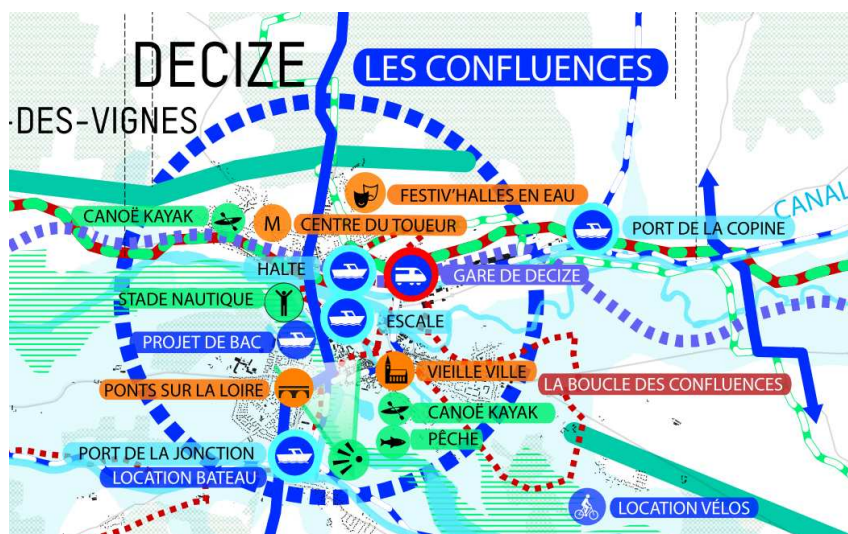 DECIZE
LES CONFLUENCES
-DES-VIGNES
FESTIV'HALLES EN EAU
CANOË KAYAK
M
CENTRE DU TOUEUR
PORT DE LA COPINE
CANAL
HALTE
GARE DE DECIZE
STADE NAUTIQUE
ESCALE
PROJET DE BAC
VIEILLE VILLE
PONTS SUR LA LOIRE
LA BOUCLE DES CONFLUENCES
CANOË KAYAK
PÊCHE
PORT DE LA JONCTION
LOCATION BATEAU
LOCATION VÉLOS